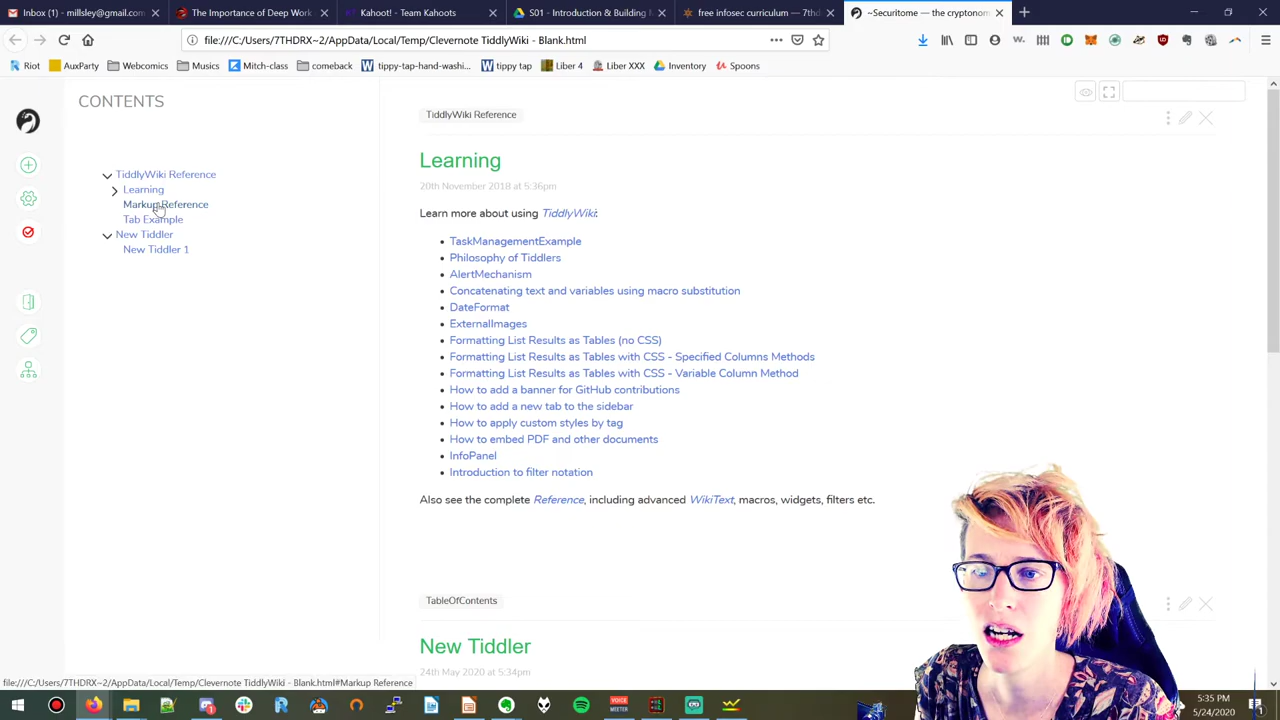 M Inbox (1) - millsley@gmail.com
The Importance of Deep Work
Kahoot! - My Kahoots!
S01 - Introduction & Building
free infosec curriculum — 7thd
~Securitome — the cryptonom
file:///C:/Users/7THDRX~2/AppData/Local/Temp/Clevernote TiddlyWiki - Blank.html
Riot
AuxParty
Webcomics
Musics
Mitch-class
comeback
tippy-tap-hand-washi...
tippy tap
Liber 4
Liber XXX
Inventory
Spoons
CONTENTS
TiddlyWiki Reference
Learning
Markup Reference
Tab Example
New Tiddler
New Tiddler 1
TiddlyWiki Reference
Learning
20th November 2018 at 5:36pm
Learn more about using TiddlyWiki:
• TaskManagementExample
• Philosophy of Tiddlers
• AlertMechanism
• Concatenating text and variables using macro substitution
• DateFormat
• ExternalImages
• Formatting List Results as Tables (no CSS)
• Formatting List Results as Tables with CSS - Specified Columns Methods
• Formatting List Results as Tables with CSS - Variable Column Method
• How to add a banner for GitHub contributions
• How to add a new tab to the sidebar
• How to apply custom styles by tag
• How to embed PDF and other documents
• InfoPanel
• Introduction to filter notation
Also see the complete Reference, including advanced WikiText, macros, widgets, filters etc.
TableOfContents
New Tiddler
24th May 2020 at 5:34pm
file:///C:/Users/7THDRX~2/AppData/Local/Temp/Clevernote TiddlyWiki - Blank.html#Markup Reference
VOICE
MEETER
5:35 PM
5/24/2020